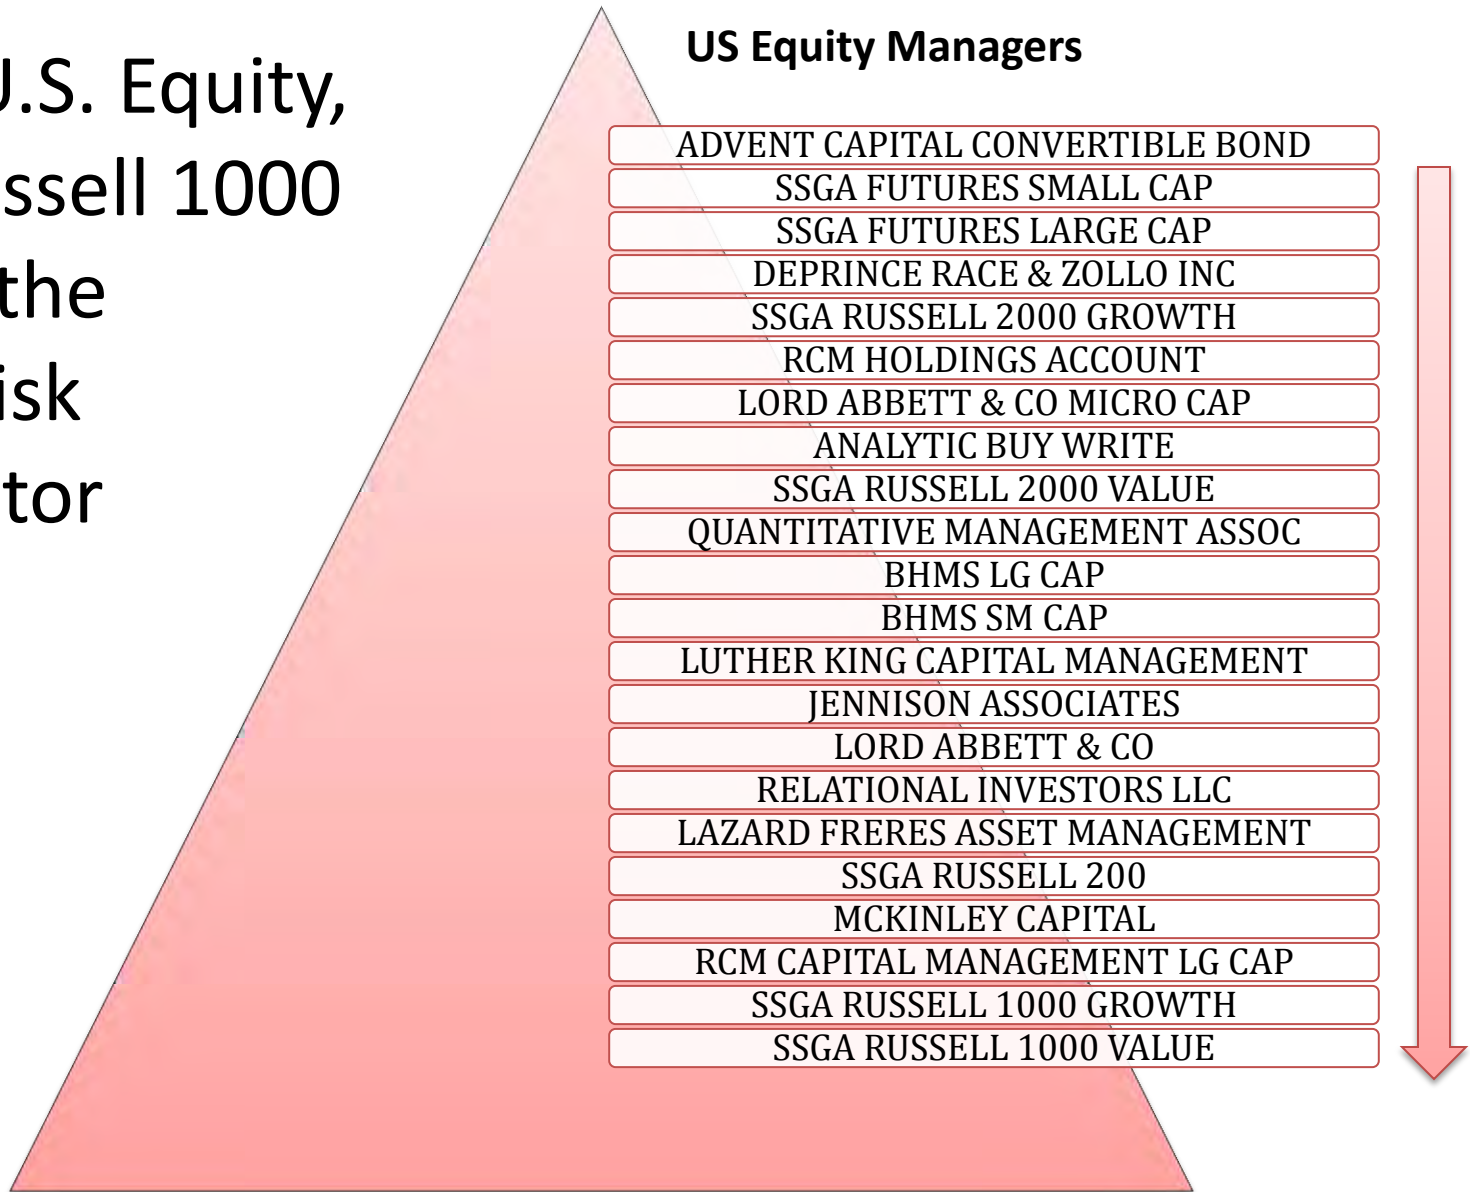 U.S. Equity,
ssell 1000
the
isk
tor
US Equity Managers
ADVENT CAPITAL CONVERTIBLE BOND
SSGA FUTURES SMALL CAP
SSGA FUTURES LARGE CAP
DEPRINCE RACE & ZOLLO INC
SSGA RUSSELL 2000 GROWTH
RCM HOLDINGS ACCOUNT
LORD ABBETT & CO MICRO CAP
ANALYTIC BUY WRITE
SSGA RUSSELL 2000 VALUE
QUANTITATIVE MANAGEMENT ASSOC
BHMS LG CAP
BHMS SM CAP
LUTHER KING CAPITAL MANAGEMENT
JENNISON ASSOCIATES
LORD ABBETT & CO
RELATIONAL INVESTORS LLC
LAZARD FRERES ASSET MANAGEMENT
SSGA RUSSELL 200
MCKINLEY CAPITAL
RCM CAPITAL MANAGEMENT LG CAP
SSGA RUSSELL 1000 GROWTH
SSGA RUSSELL 1000 VALUE